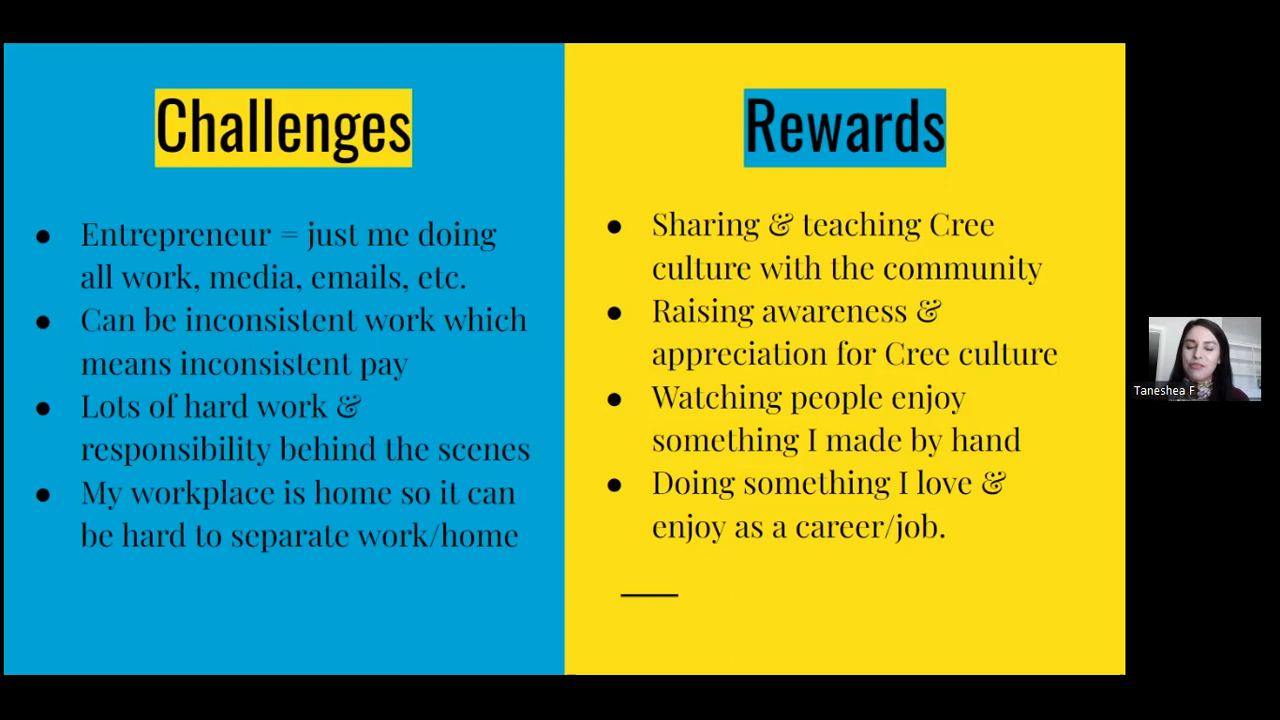 Challenges
● Entrepreneur = just me doing
all work, media, emails, etc.
● Can be inconsistent work which
means inconsistent pay
● Lots of hard work &
responsibility behind the scenes
● My workplace is home so it can
be hard to separate work/home
Rewards
● Sharing & teaching Cree
culture with the community
● Raising awareness &
appreciation for Cree culture
● Watching people enjoy
something I made by hand
● Doing something I love &
enjoy as a career/job.
Taneshea F